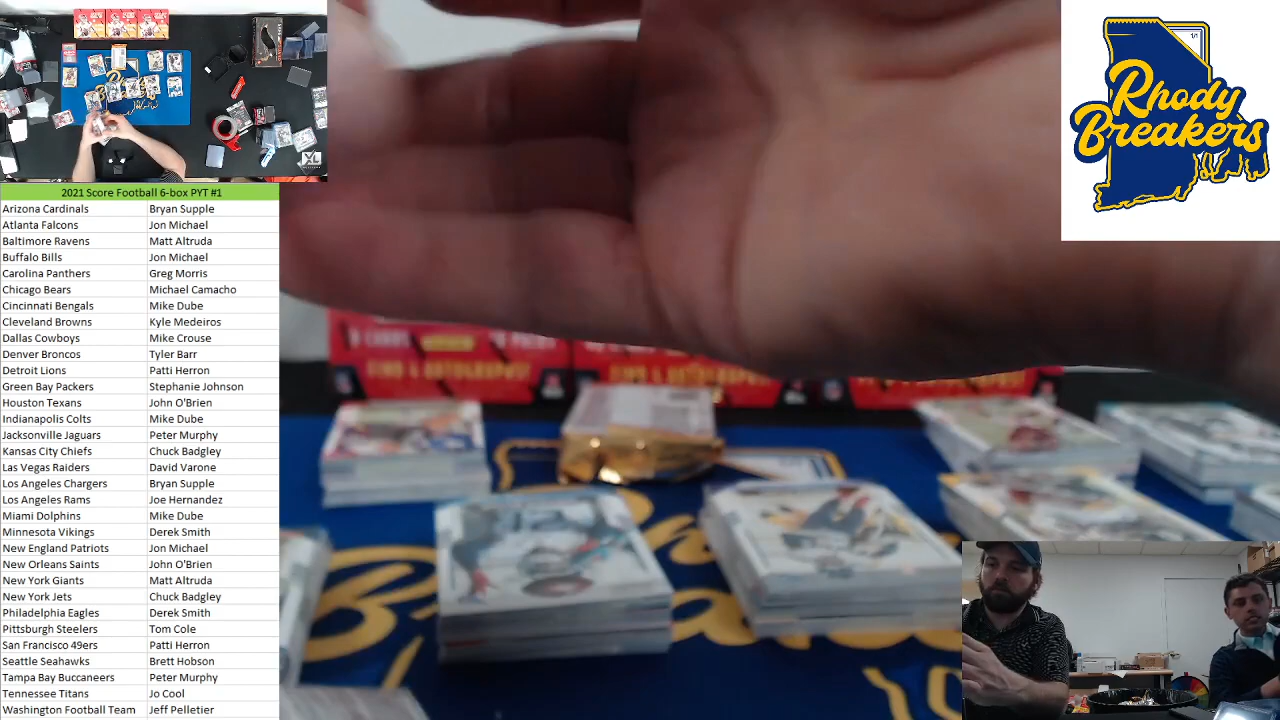 2021 Score Football 6-box PYT #1
Arizona Cardinals Bryan Supple
Atlanta Falcons Jon Michael
Baltimore Ravens Matt Altruda
Buffalo Bills Jon Michael
Carolina Panthers Greg Morris
Chicago Bears Michael Camacho
Cincinnati Bengals Mike Dube
Cleveland Browns Kyle Medeiros
Dallas Cowboys Mike Crouse
Denver Broncos Tyler Barr
Detroit Lions Patti Herron
Green Bay Packers Stephanie Johnson
Houston Texans John O'Brien
Indianapolis Colts Mike Dube
Jacksonville Jaguars Peter Murphy
Kansas City Chiefs Chuck Badgley
Las Vegas Raiders David Varone
Los Angeles Chargers Bryan Supple
Los Angeles Rams Joe Hernandez
Miami Dolphins Mike Dube
Minnesota Vikings Derek Smith
New England Patriots Jon Michael
New Orleans Saints John O'Brien
New York Giants Matt Altruda
New York Jets Chuck Badgley
Philadelphia Eagles Derek Smith
Pittsburgh Steelers Tom Cole
San Francisco 49ers Patti Herron
Seattle Seahawks Brett Hobson
Tampa Bay Buccaneers Peter Murphy
Tennessee Titans Jo Cool
Washington Football Team Jeff Pelletier
1/1
Rhody
Breakers
XL